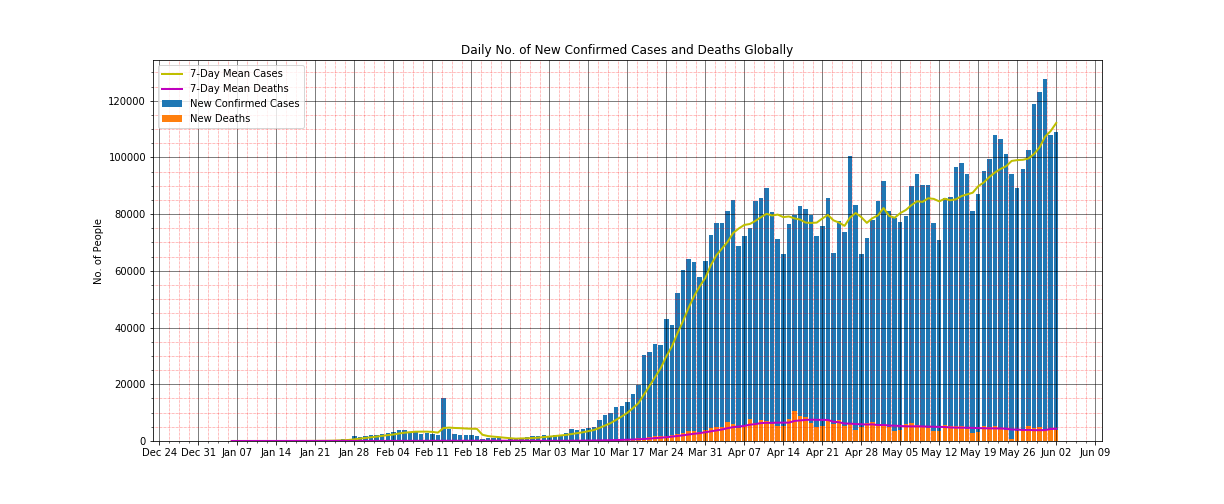 Daily No. of New Confirmed Cases and Deaths Globally
7-Day Mean Cases
7-Day Mean Deaths
New Confirmed Cases
New Deaths
120000
100000
80000
60000
40000
20000
0
No. of People
Dec 24 Dec 31 Jan 07 Jan 14 Jan 21 Jan 28 Feb 04 Feb 11 Feb 18 Feb 25 Mar 03 Mar 10 Mar 17 Mar 24 Mar 31 Apr 07 Apr 14 Apr 21 Apr 28 May 05 May 12 May 19 May 26 Jun 02 Jun 09